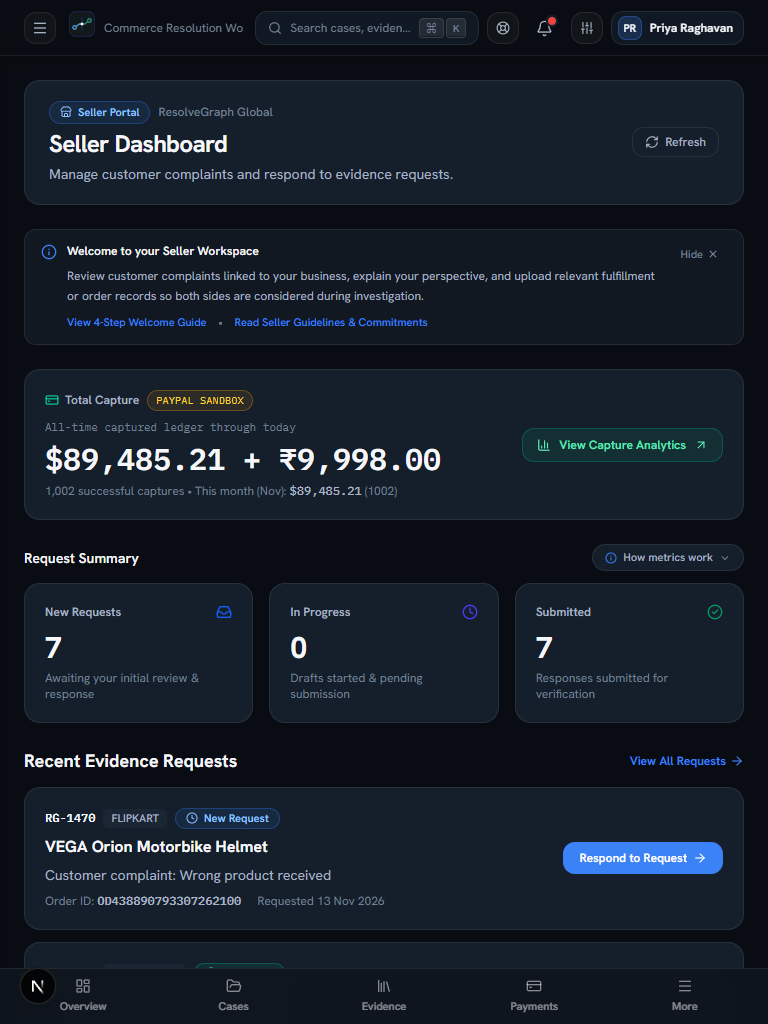 Commerce Resolution Wo
Search cases, eviden... ⌘ K
PR Priya Raghavan
Seller Portal ResolveGraph Global
Seller Dashboard
Manage customer complaints and respond to evidence requests.
Refresh
Welcome to your Seller Workspace
Hide ×
Review customer complaints linked to your business, explain your perspective, and upload relevant fulfillment
or order records so both sides are considered during investigation.
View 4-Step Welcome Guide • Read Seller Guidelines & Commitments
Total Capture PAYPAL SANDBOX
All-time captured ledger through today
$89,485.21 + ₹9,998.00
1,002 successful captures • This month (Nov): $89,485.21 (1002)
View Capture Analytics
Request Summary
How metrics work
New Requests
7
Awaiting your initial review &
response
In Progress
0
Drafts started & pending
submission
Submitted
7
Responses submitted for
verification
Recent Evidence Requests
View All Requests →
RG-1470 FLIPKART New Request
VEGA Orion Motorbike Helmet
Customer complaint: Wrong product received
Order ID: OD438890793307262100 Requested 13 Nov 2026
Respond to Request →
N
Overview
Cases
Evidence
Payments
More